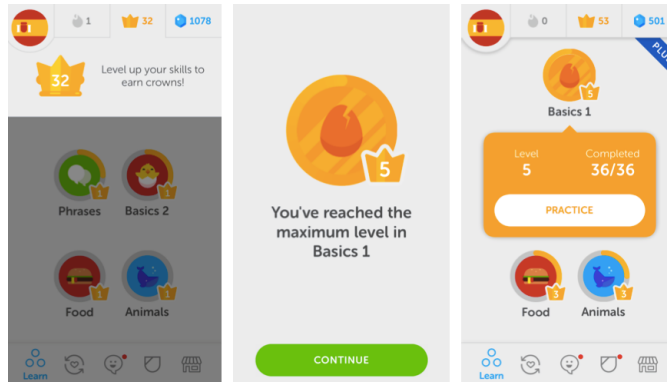 1
32
1078
32
Level up your skills to
earn crowns!
1
1
Phrases
Basics 2
1
1
Food
Animals
Learn
5
You've reached the
maximum level in
Basics 1
CONTINUE
0
53
501
PLU
5
Basics 1
Level
Completed
5
36/36
PRACTICE
3
3
Food
Animals
Learn